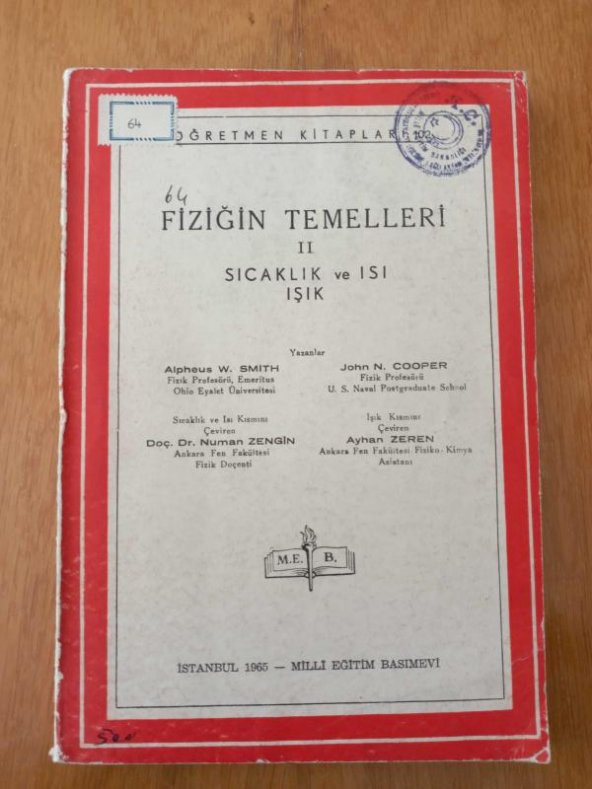 64
ÖĞRETMEN KİTAPLARI: 102
64
FİZİĞİN TEMELLERİ
II
SICAKLIK ve ISI
IŞIK
Yazanlar
Alpheus W. SMITH
Fizik Profesörü, Emeritus
Ohio Eyalet Üniversitesi
John N. COOPER
Fizik Profesörü
U. S. Naval Postgraduate School
Sıcaklık ve Isı Kısmını
Çeviren
Doç. Dr. Numan ZENGİN
Ankara Fen Fakültesi
Fizik Doçenti
Işık Kısmını
Çeviren
Ayhan ZEREN
Ankara Fen Fakültesi Fiziko-Kimya
Asistanı
M.E. B.
İSTANBUL 1965 — MİLLÎ EĞİTİM BASIMEVİ